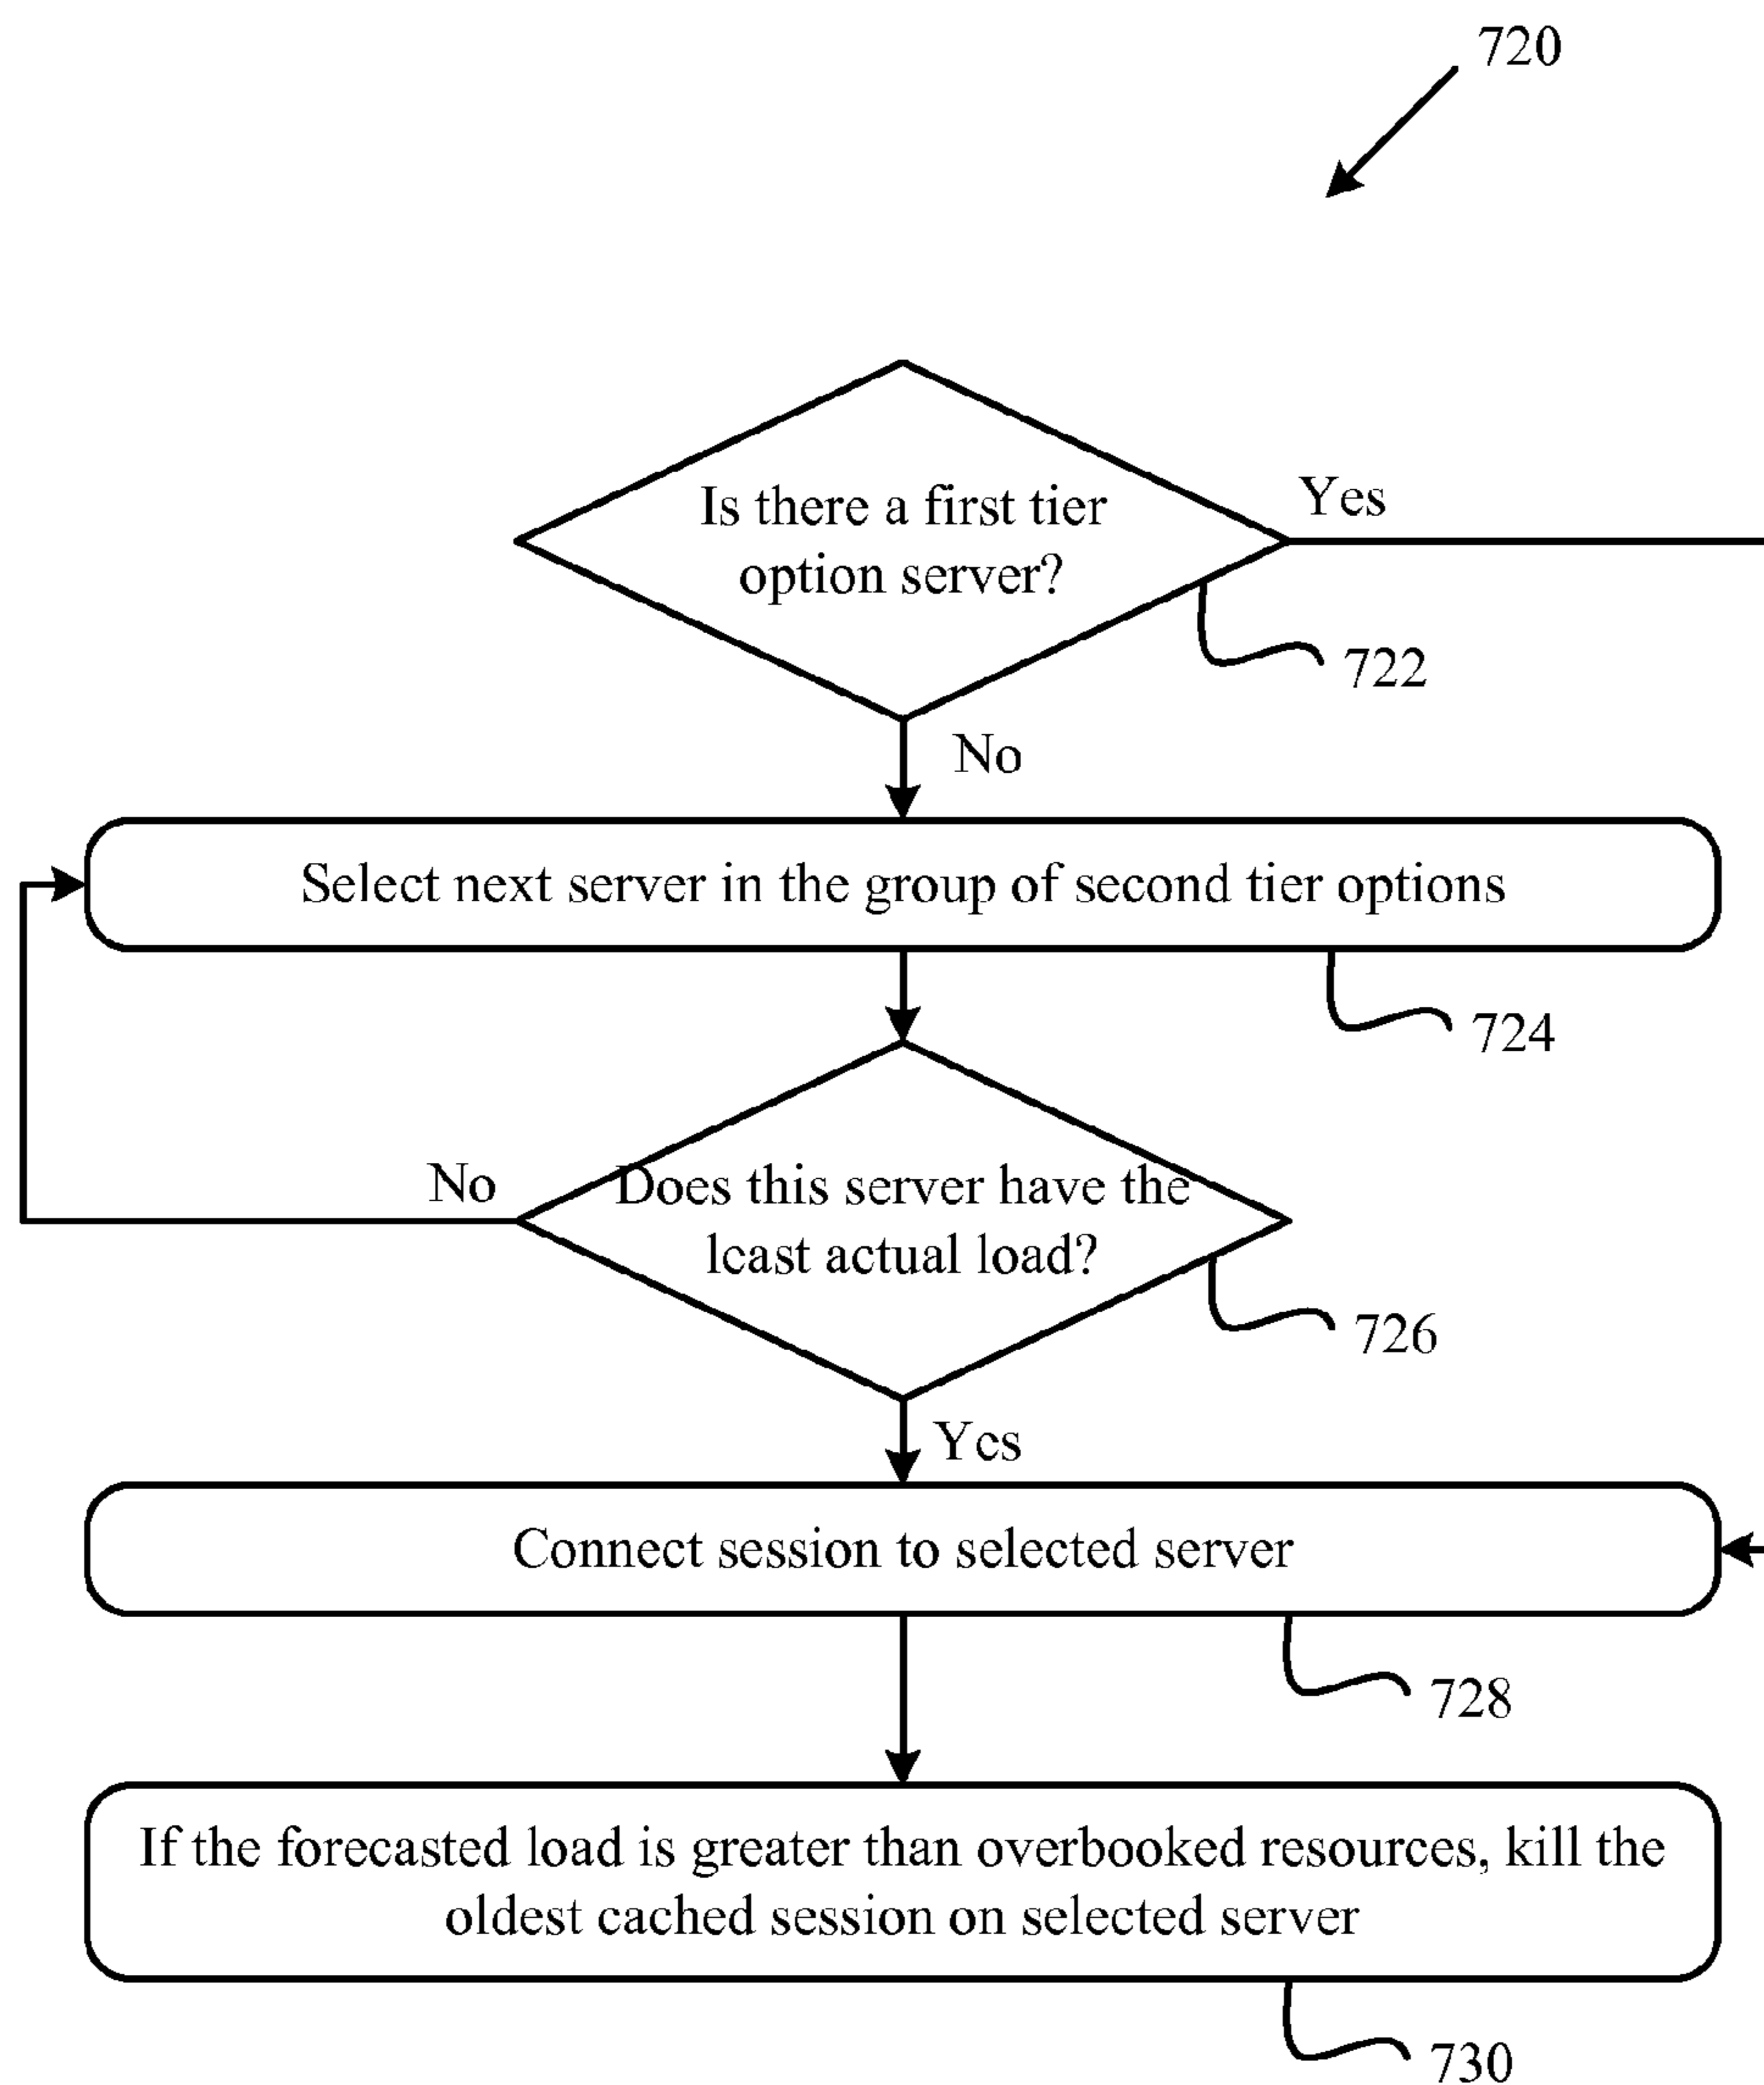 720
Is there a first tier
option server?
Yes
722
No
Select next server in the group of second tier options
724
No
Does this server have the
least actual load?
726
Yes
Connect session to selected server
728
If the forecasted load is greater than overbooked resources, kill the
oldest cached session on selected server
730